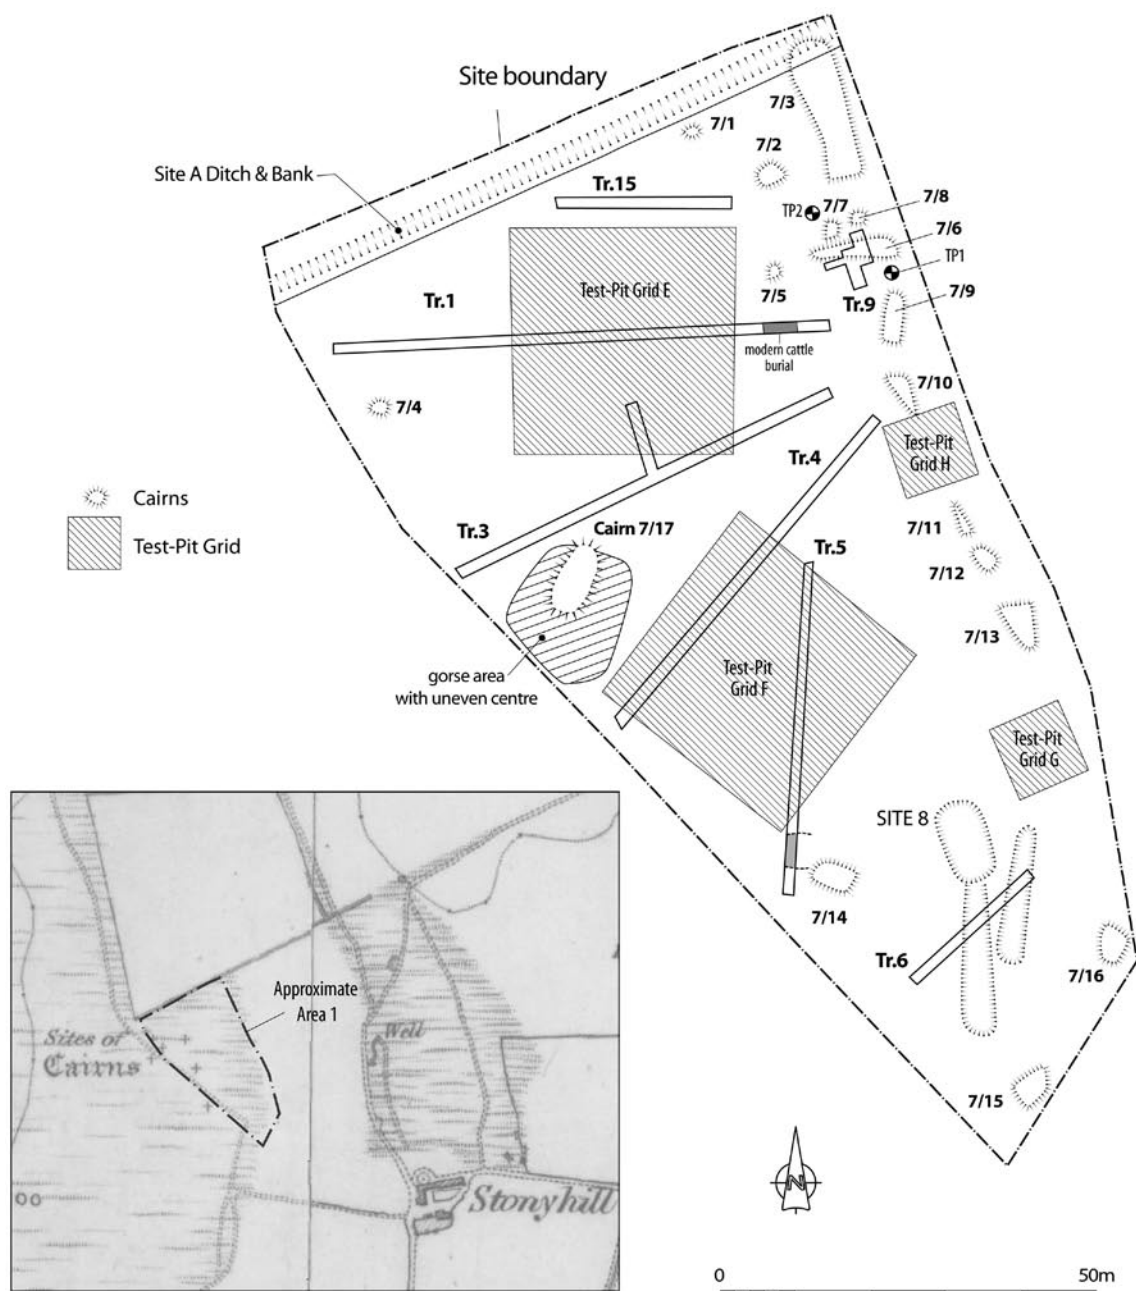 Site boundary
7/3
7/1
7/2
Site A Ditch & Bank
Tr.15
TP2
7/7
7/8
7/6
TP1
Test-Pit Grid E
7/5
Tr.9
7/9
Tr.1
modern cattle
burial
7/10
7/4
Tr.4
Test-Pit
Grid H
Cairns
Test-Pit Grid
Tr.3
Cairn 7/17
Tr.5
7/11
7/12
7/13
gorse area
with uneven centre
Test-Pit
Grid F
Test-Pit
Grid G
SITE 8
7/14
Tr.6
7/16
7/15
Approximate
Area 1
Sites of
Cairns
Well
Stonyhill
N
0
50m